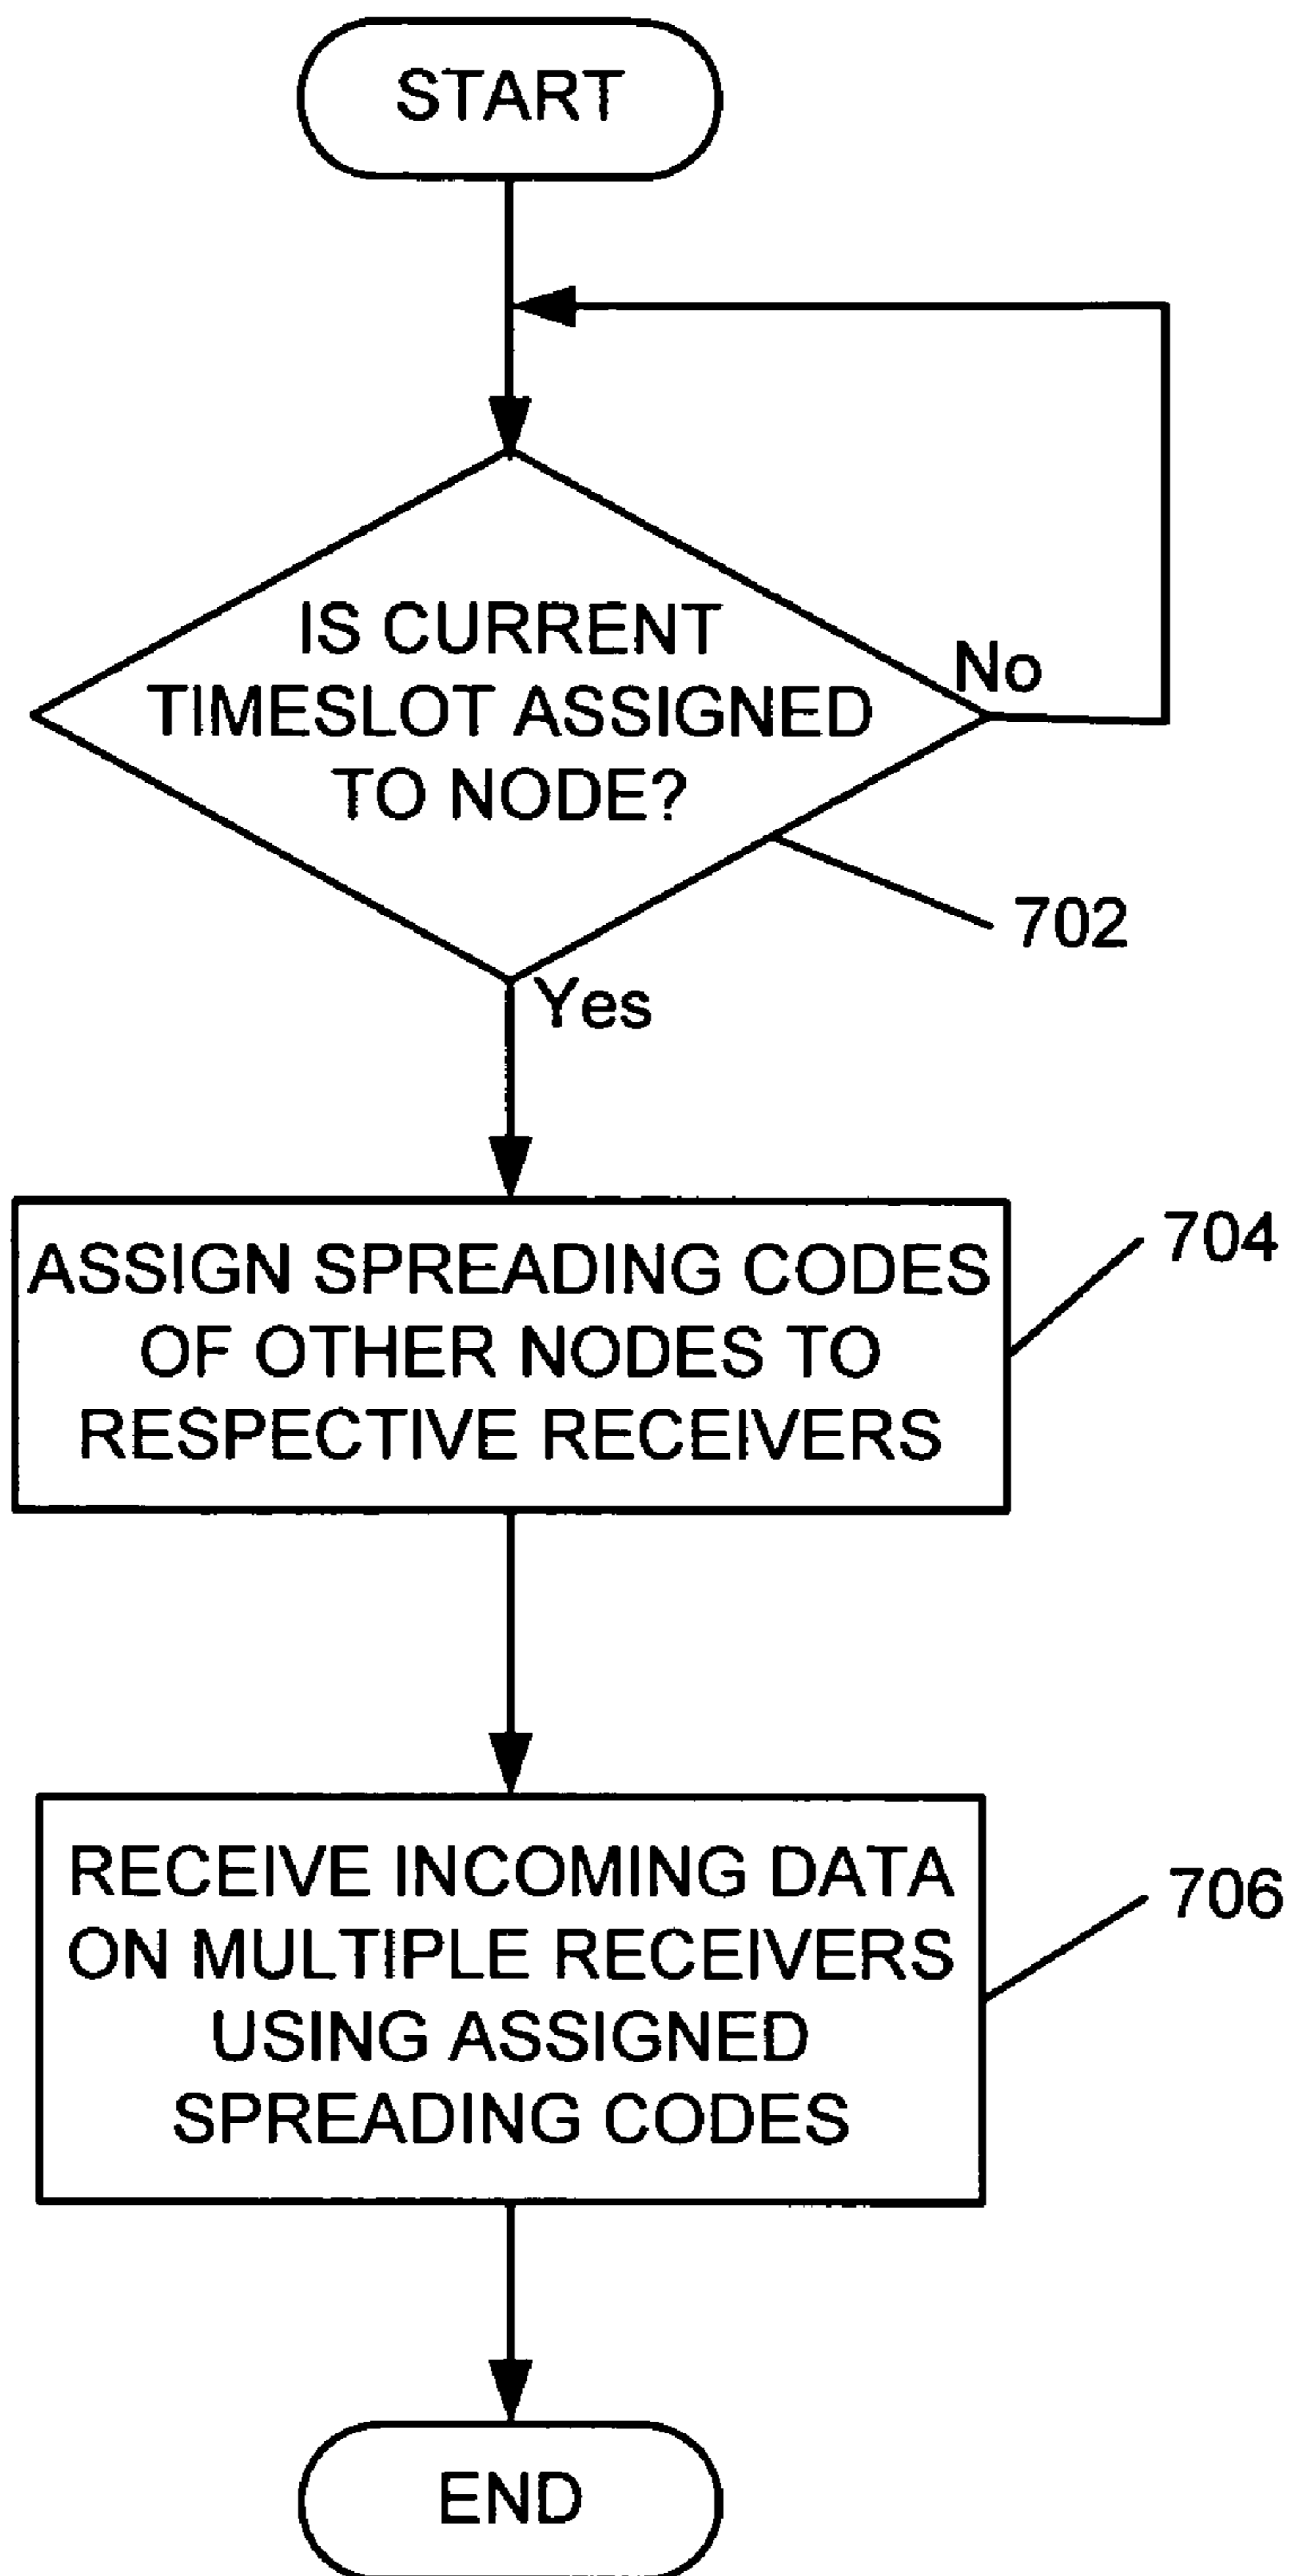 START
IS CURRENT
TIMESLOT ASSIGNED
TO NODE?
No
702
Yes
ASSIGN SPREADING CODES
OF OTHER NODES TO
RESPECTIVE RECEIVERS
704
RECEIVE INCOMING DATA
ON MULTIPLE RECEIVERS
USING ASSIGNED
SPREADING CODES
706
END